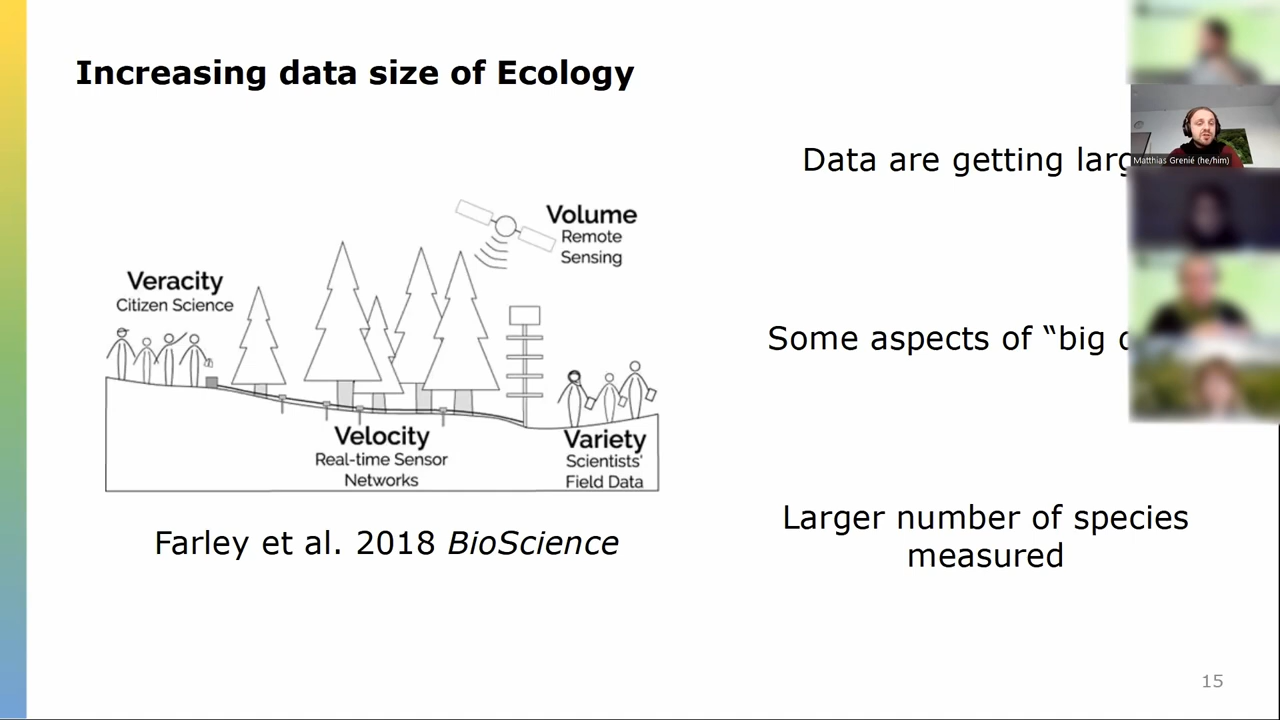 Increasing data size of Ecology
Data are getting
Matthias Grenié (he/him)
Volume
Remote
Sensing
Veracity
Citizen Science
Some aspects of “big
Velocity
Real-time Sensor
Networks
Variety
Scientists'
Field Data
Larger number of species
measured
Farley et al. 2018 BioScience
15